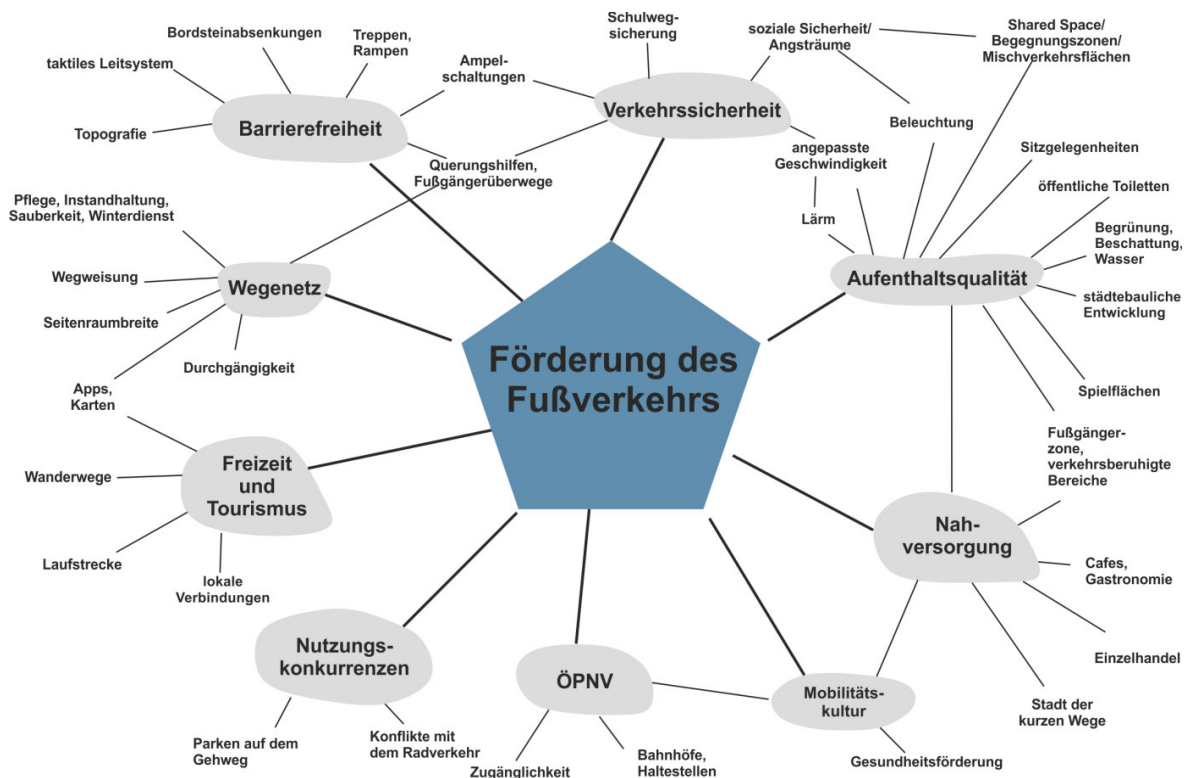 Schulweg-
sicherung
soziale Sicherheit/
Angsträume
Shared Space/
Begegnungszonen/
Mischverkehrsflächen
Bordsteinabsenkungen
Treppen,
Rampen
taktiles Leitsystem
Ampel-
schaltungen
Topografie
Barrierefreiheit
Verkehrssicherheit
Beleuchtung
Querungshilfen,
Fußgängerüberwege
angepasste
Geschwindigkeit
Sitzgelegenheiten
öffentliche Toiletten
Lärm
Pflege, Instandhaltung,
Sauberkeit, Winterdienst
Begrünung,
Beschattung,
Wasser
Wegweisung
Wegenetz
Aufenthaltsqualität
Seitenraumbreite
städtebauliche
Entwicklung
Durchgängigkeit
Förderung des
Fußverkehrs
Apps,
Karten
Spielflächen
Fußgänger-
zone,
verkehrsberuhigte
Bereiche
Wanderwege
Freizeit
und
Tourismus
Nah-
versorgung
Laufstrecke
lokale
Verbindungen
Cafes,
Gastronomie
Einzelhandel
Nutzungs-
konkurrenzen
ÖPNV
Mobilitäts-
kultur
Stadt der
kurzen Wege
Parken auf dem
Gehweg
Konflikte mit
dem Radverkehr
Zugänglichkeit
Bahnhöfe,
Haltestellen
Gesundheitsförderung